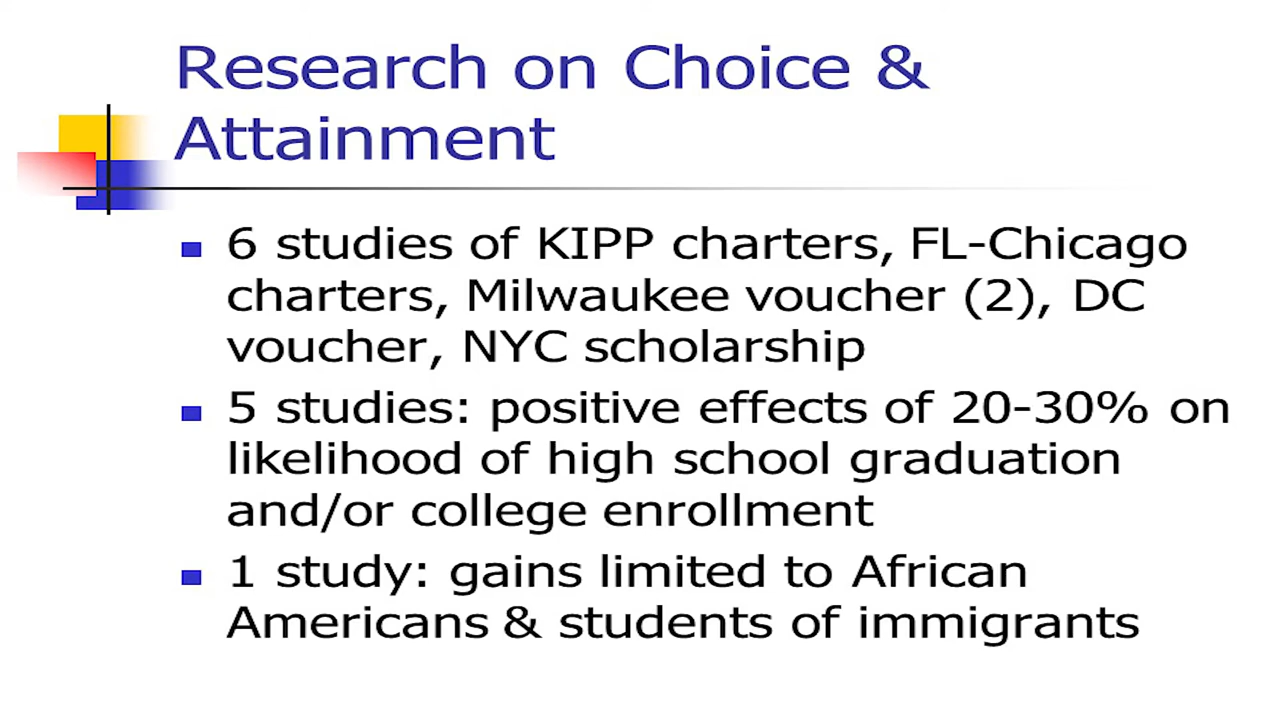 Research on Choice &
Attainment
6 studies of KIPP charters, FL-Chicago
charters, Milwaukee voucher (2), DC
voucher, NYC scholarship
5 studies: positive effects of 20-30% on
likelihood of high school graduation
and/or college enrollment
1 study: gains limited to African
Americans & students of immigrants